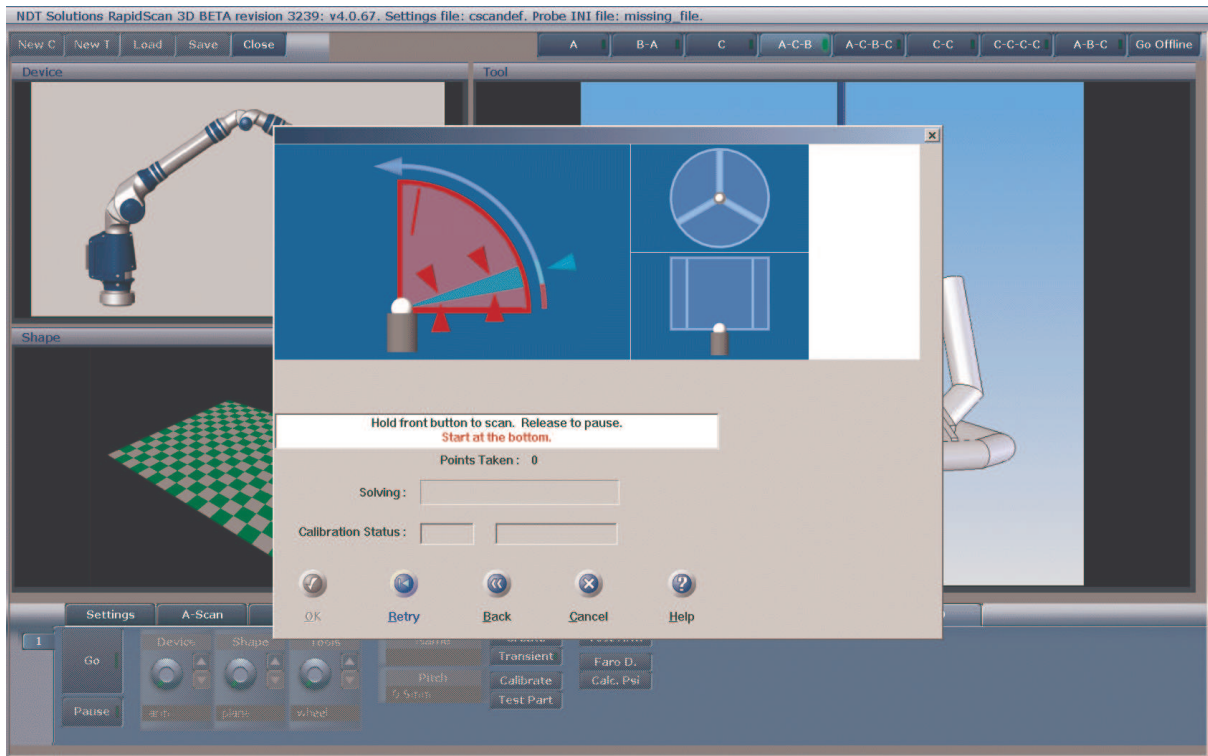 NDT Solutions RapidScan 3D BETA revision 3239: v4.0.67. Settings file: cscandef. Probe INI file: missing_file.
New C New T Load Save Close A B-A C A-C-B A-C-B-C C-C C-C-C-C A-B-C Go Offline
Device Tool
Shape
Hold front button to scan. Release to pause.
Start at the bottom.
Points Taken : 0
Solving :
Calibration Status :
OK Retry Back Cancel Help
Settings A-Scan
1
Go
Pause
Device Shape Tools
arm plane wheel
Name
Pitch
0.5mm
Transient
Calibrate
Test Part
Faro D.
Calc. Psi